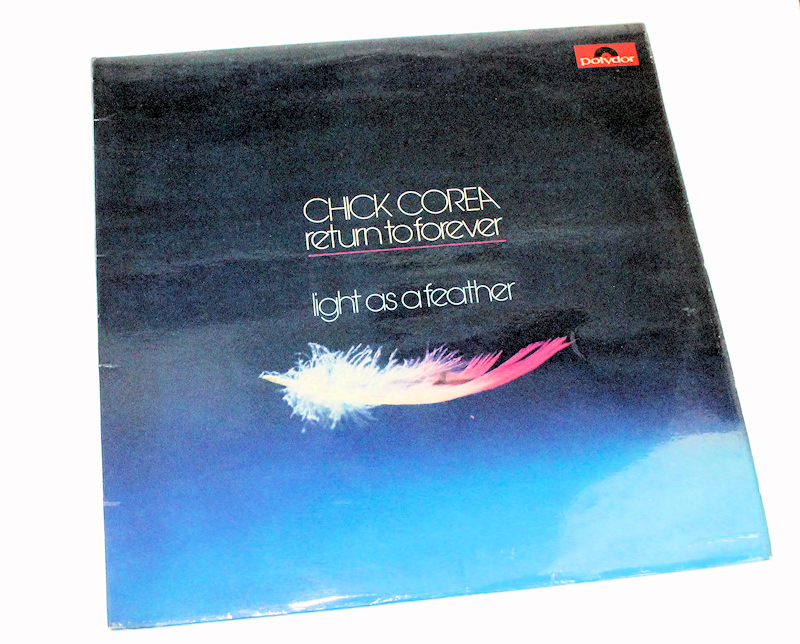 Polydor
CHICK COREA
return to forever
light as a feather